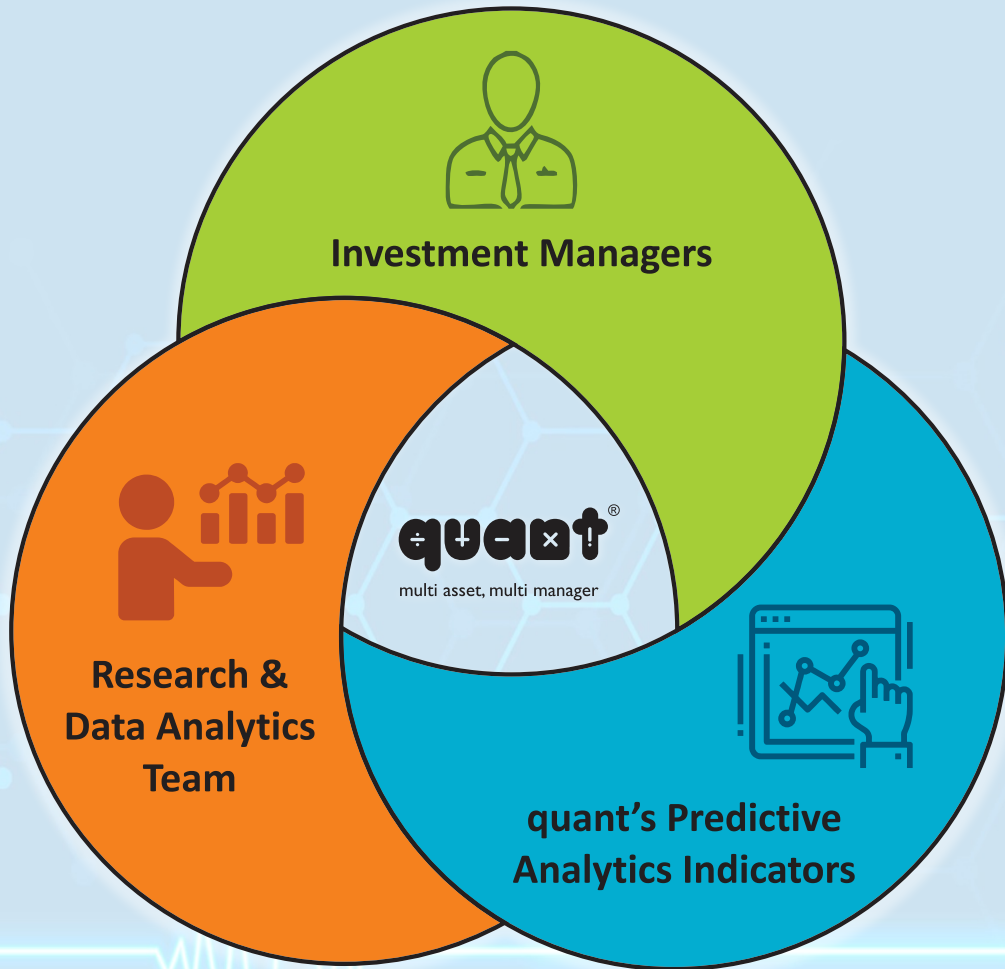 Investment Managers
quant®
multi asset, multi manager
Research &
Data Analytics
Team
quant’s Predictive
Analytics Indicators